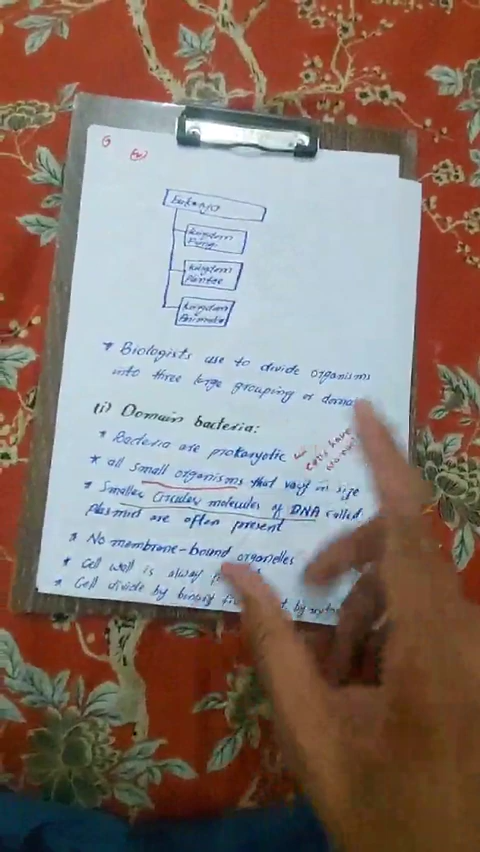 Eukarya
Kingdom
Fungi
Kingdom
Plantae
Kingdom
Animalia
* Biologists use to divide organisms
into three large grouping or
(i) Domain bacteria:
* Bacteria are prokaryotic
cells have
* all small organisms that vary in size
* Smaller circular molecules of DNA called
plasmid are often present
* No membrane-bound organelles
* Cell wall is always
* Cell divide by binary